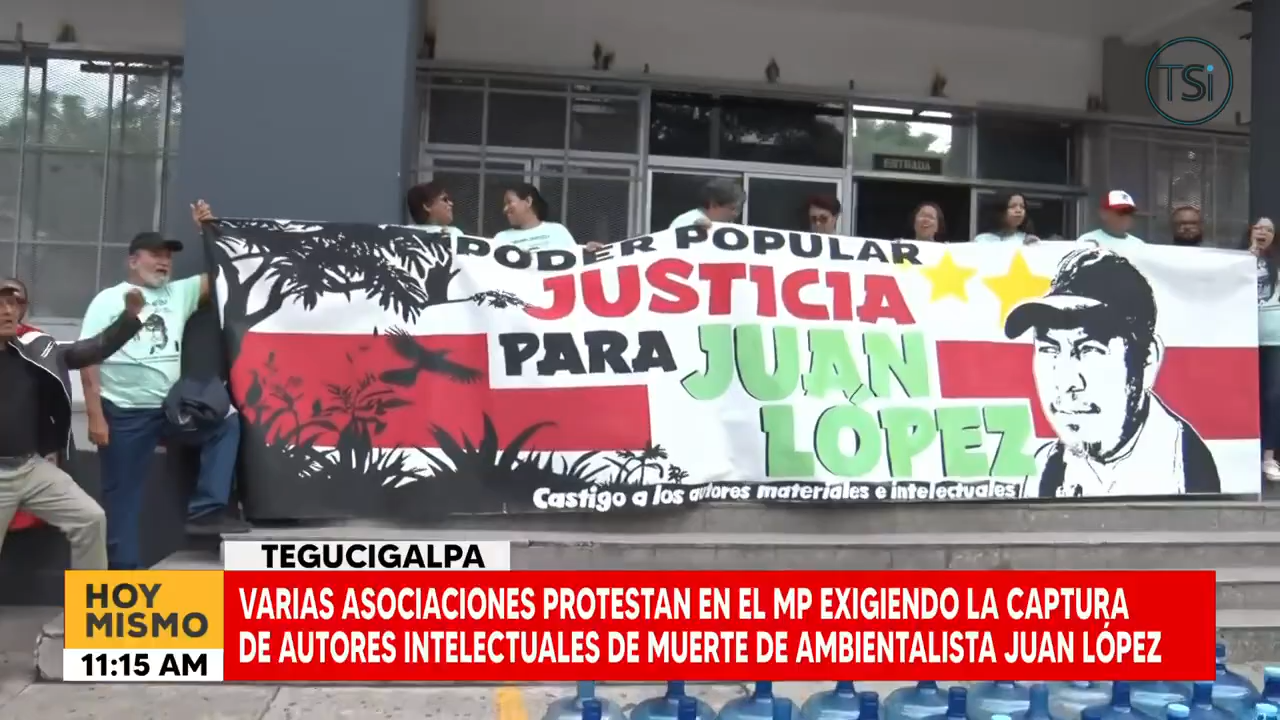 TSi
ENTRADA
PODER POPULAR
JUSTICIA
PARA JUAN
LÓPEZ
Castigo a los autores materiales e intelectuales
TEGUCIGALPA
HOY
MISMO
11:15 AM
VARIAS ASOCIACIONES PROTESTAN EN EL MP EXIGIENDO LA CAPTURA
DE AUTORES INTELECTUALES DE MUERTE DE AMBIENTALISTA JUAN LÓPEZ